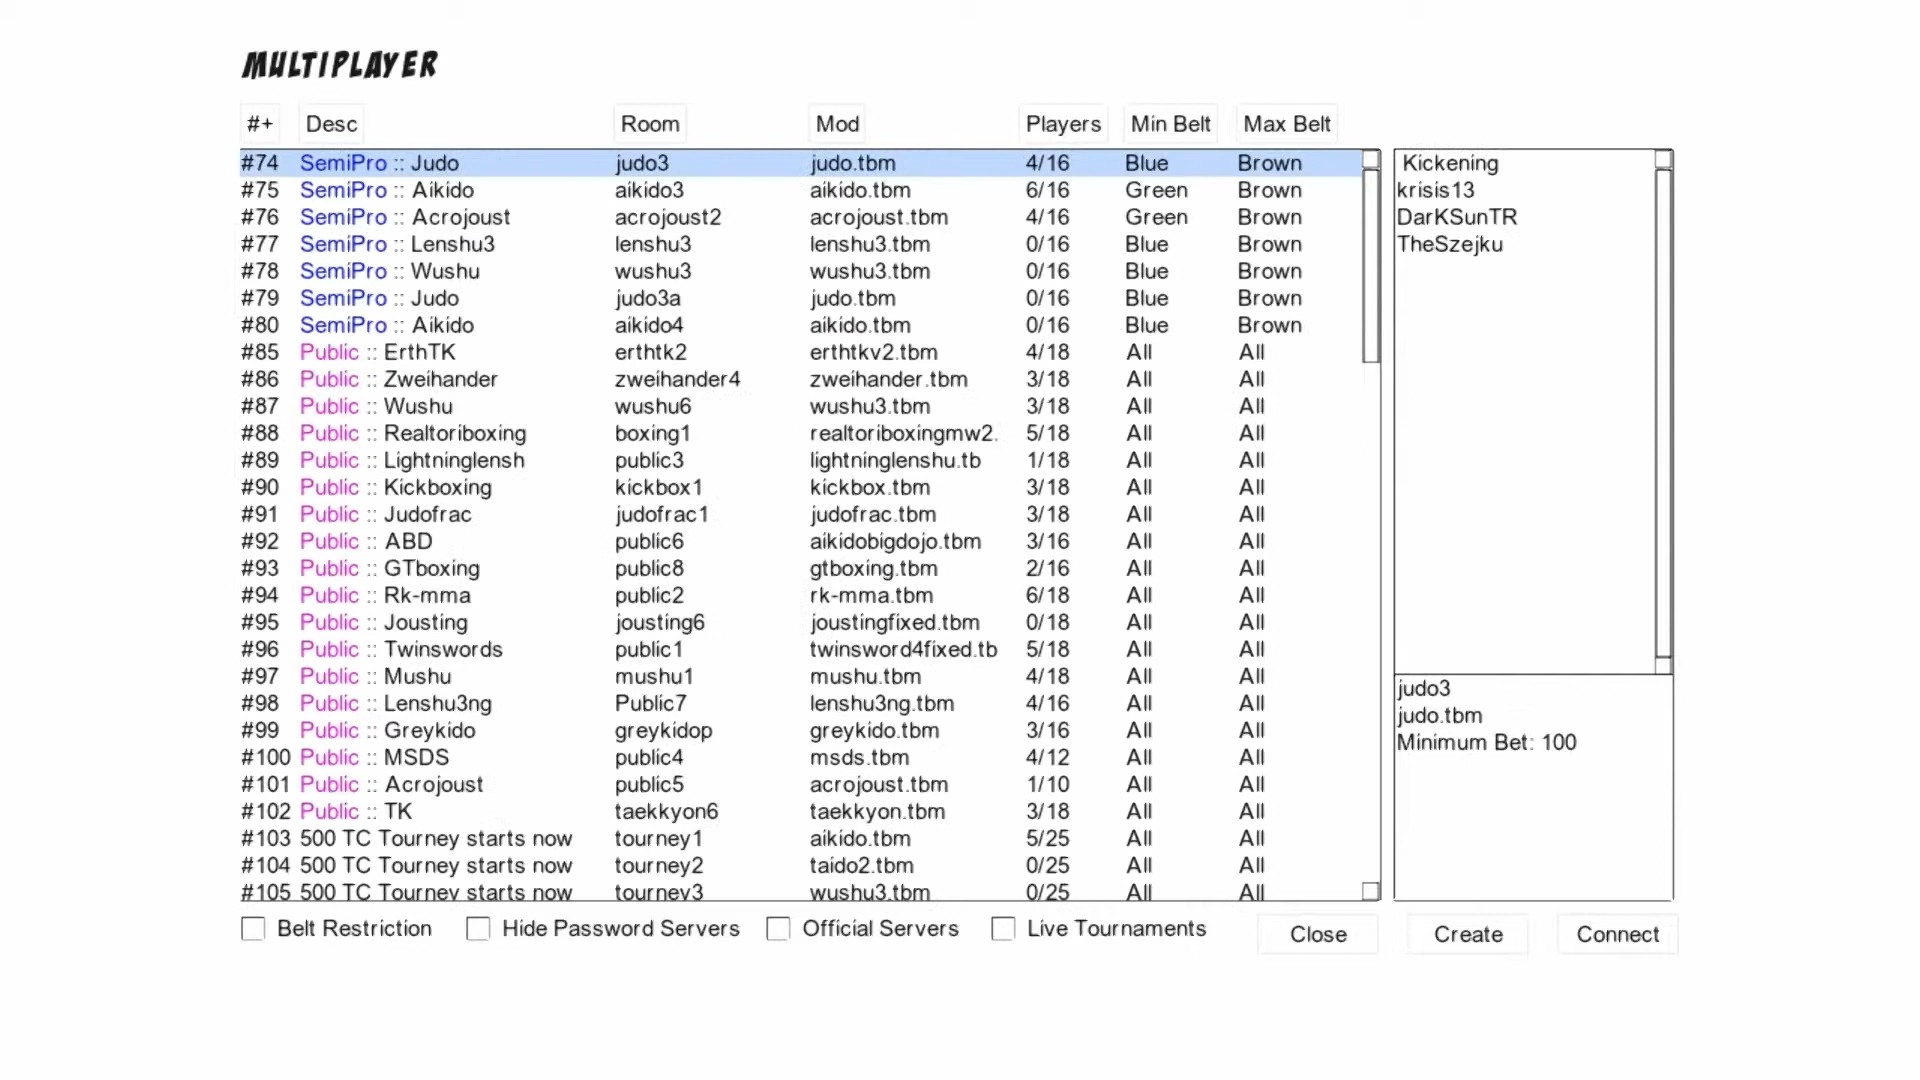 MULTIPLAYER
#+ Desc Room Mod Players Min Belt Max Belt
#74 SemiPro :: Judo judo3 judo.tbm 4/16 Blue Brown
#75 SemiPro :: Aikido aikido3 aikido.tbm 6/16 Green Brown
#76 SemiPro :: Acrojoust acrojoust2 acrojoust.tbm 4/16 Green Brown
#77 SemiPro :: Lenshu3 lenshu3 lenshu3.tbm 0/16 Blue Brown
#78 SemiPro :: Wushu wushu3 wushu3.tbm 0/16 Blue Brown
#79 SemiPro :: Judo judo3a judo.tbm 0/16 Blue Brown
#80 SemiPro :: Aikido aikido4 aikido.tbm 0/16 Blue Brown
#85 Public :: ErthTK erthtk2 erthtkv2.tbm 4/18 All All
#86 Public :: Zweihander zweihander4 zweihander.tbm 3/18 All All
#87 Public :: Wushu wushu6 wushu3.tbm 3/18 All All
#88 Public :: Realtoriboxing boxing1 realtoriboxingmw2. 5/18 All All
#89 Public :: Lightninglensh public3 lightninglenshu.tb 1/18 All All
#90 Public :: Kickboxing kickbox1 kickbox.tbm 3/18 All All
#91 Public :: Judofrac judofrac1 judofrac.tbm 3/18 All All
#92 Public :: ABD public6 aikidobigdojo.tbm 3/16 All All
#93 Public :: GTboxing public8 gtboxing.tbm 2/16 All All
#94 Public :: Rk-mma public2 rk-mma.tbm 6/18 All All
#95 Public :: Jousting jousting6 joustingfixed.tbm 0/18 All All
#96 Public :: Twinswords public1 twinsword4fixed.tb 5/18 All All
#97 Public :: Mushu mushu1 mushu.tbm 4/18 All All
#98 Public :: Lenshu3ng Public7 lenshu3ng.tbm 4/16 All All
#99 Public :: Greykido greykidop greykido.tbm 3/16 All All
#100 Public :: MSDS public4 msds.tbm 4/12 All All
#101 Public :: Acrojoust public5 acrojoust.tbm 1/10 All All
#102 Public :: TK taekkyon6 taekkyon.tbm 3/18 All All
#103 500 TC Tourney starts now tourney1 aikido.tbm 5/25 All All
#104 500 TC Tourney starts now tourney2 taido2.tbm 0/25 All All
#105 500 TC Tourney starts now tourney3 wushu3.tbm 0/25 All All
Kickening
krisis13
DarKSunTR
TheSzejku
judo3
judo.tbm
Minimum Bet: 100
Belt Restriction Hide Password Servers Official Servers Live Tournaments Close Create Connect